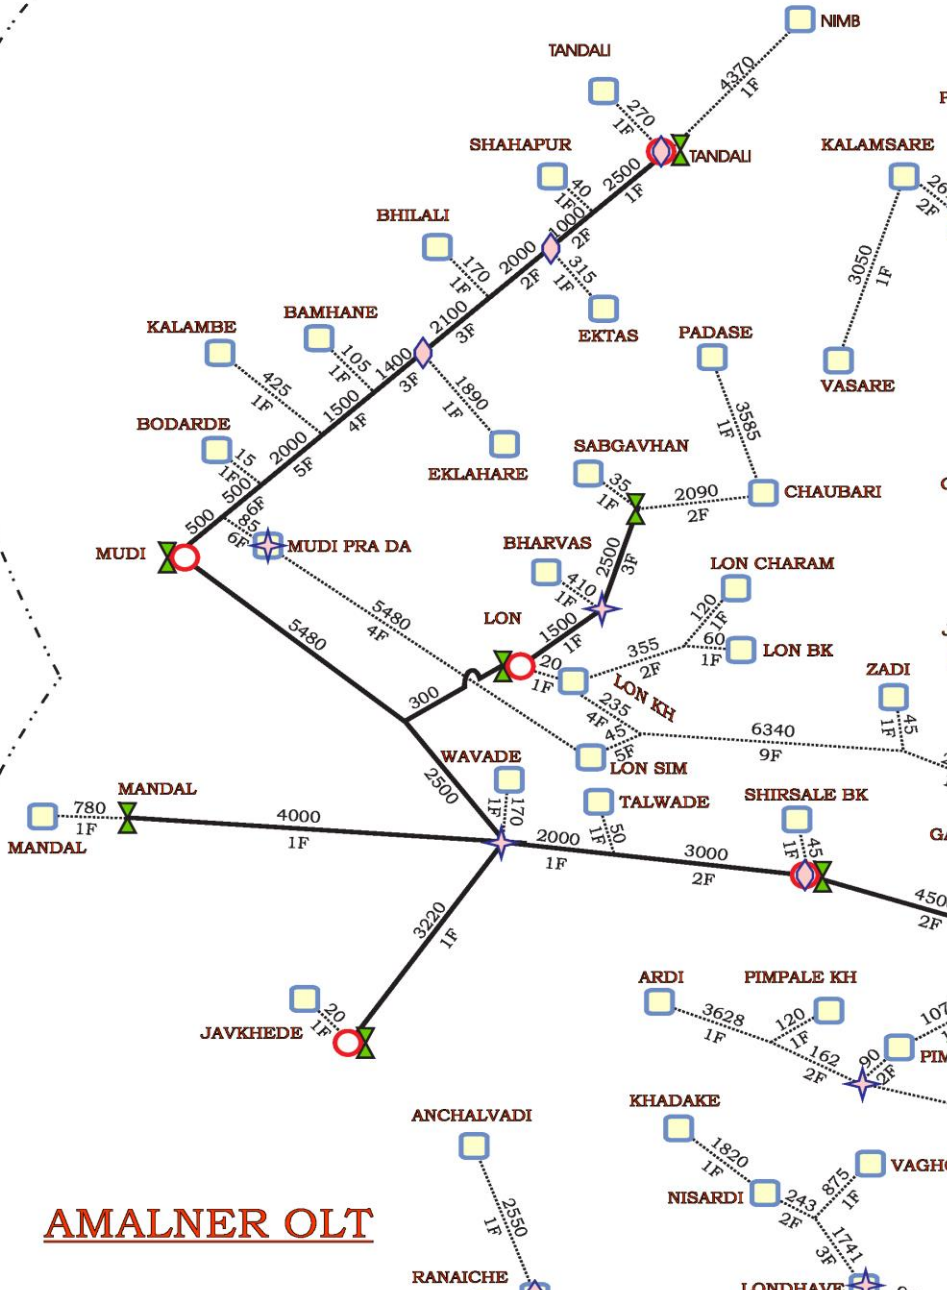 NIMB
TANDALI
4370
1F
270
1F
SHAHAPUR
TANDALI
KALAMSARE
2500
1F
40
1F
1000
2F
2F
BHILALI
170
1F
2000
2F
315
1F
3050
1F
EKTAS
PADASE
VASARE
BAMHANE
KALAMBE
2100
3F
105
1F
1400
3F
1890
1F
425
1F
1500
4F
3585
1F
BODARDE
2000
5F
EKLAHARE
SABGAVHAN
15
1F
500
6F
35
1F
2090
2F
CHAUBARI
500
85
6F
MUDI
MUDI PRA DA
BHARVAS
2500
3F
LON CHARAM
410
1F
5480
4F
LON
1500
1F
120
1F
5480
355
2F
60
1F
LON BK
20
1F
LON KH
ZADI
300
235
4F
45
5F
6340
9F
45
1F
LON SIM
WAVADE
2500
170
1F
TALWADE
SHIRSALE BK
MANDAL
780
1F
MANDAL
4000
1F
50
1F
2000
1F
3000
2F
45
1F
2F
3220
1F
ARDI
PIMPALE KH
20
1F
3628
1F
120
1F
JAVKHEDE
162
2F
90
2F
ANCHALVADI
KHADAKE
1820
1F
NISARDI
243
2F
875
1F
2550
1F
1741
3F
AMALNER OLT
RANAICHE
LONDHAVE